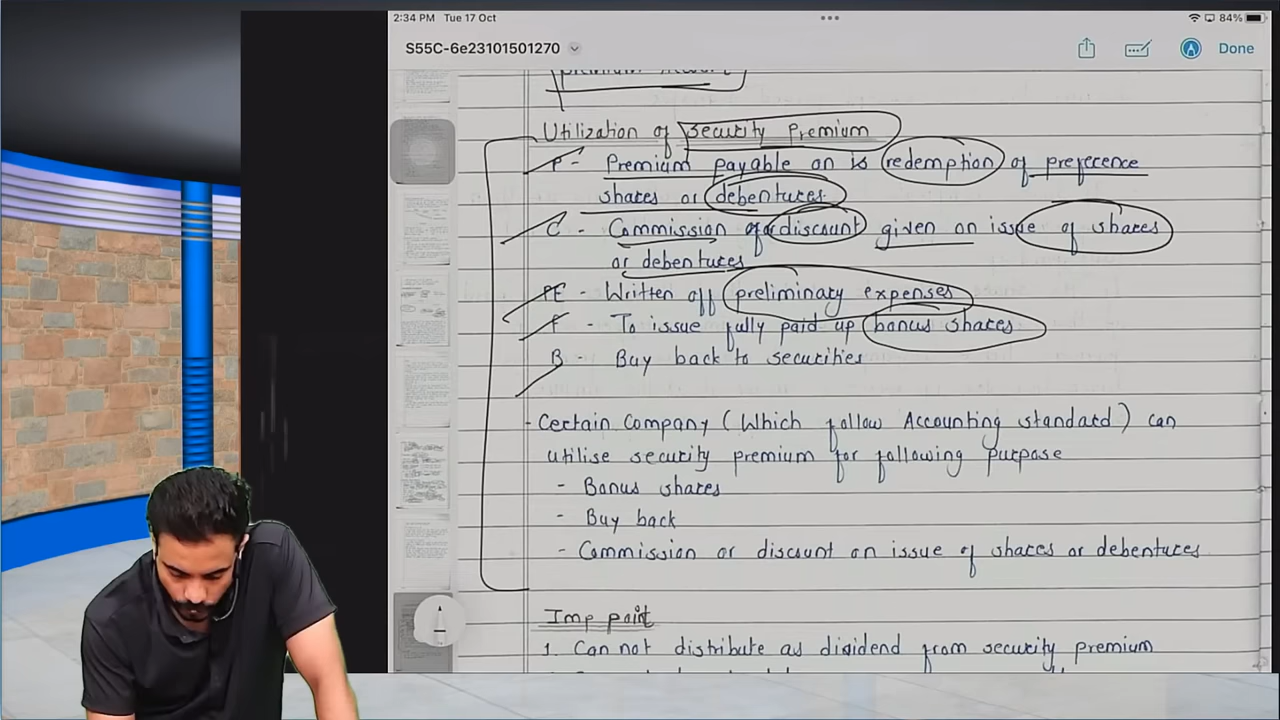 2:34 PM Tue 17 Oct
84%
S55C-6e23101501270
Done
Utilization of security Premium
P - Premium payable on is redemption of preference
shares or debentures.
C - Commission or discount given on issue of shares
or debentures
PE - Written off preliminary expenses
F - To issue fully paid up bonus shares
B - Buy back to securities
- Certain Company (Which follow Accounting standard) can
utilise security premium for following purpose
- Bonus shares
- Buy back
- Commission or discount on issue of shares or debentures
Imp point
1. Can not distribute as dividend from security premium